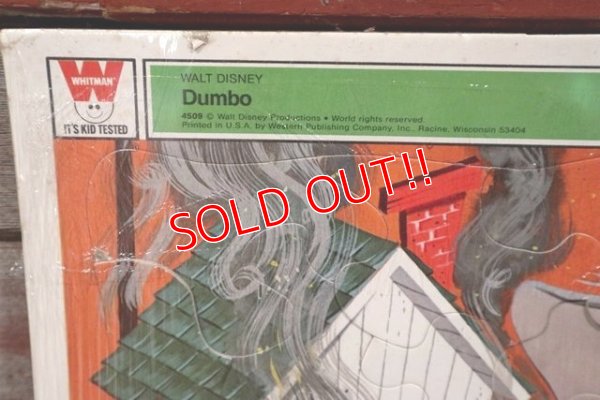 WHITMAN
IT'S KID TESTED
WALT DISNEY
Dumbo
4509 © Walt Disney Productions • World rights reserved.
Printed in U.S.A. by Western Publishing Company, Inc., Racine, Wisconsin 53404
SOLD OUT!!